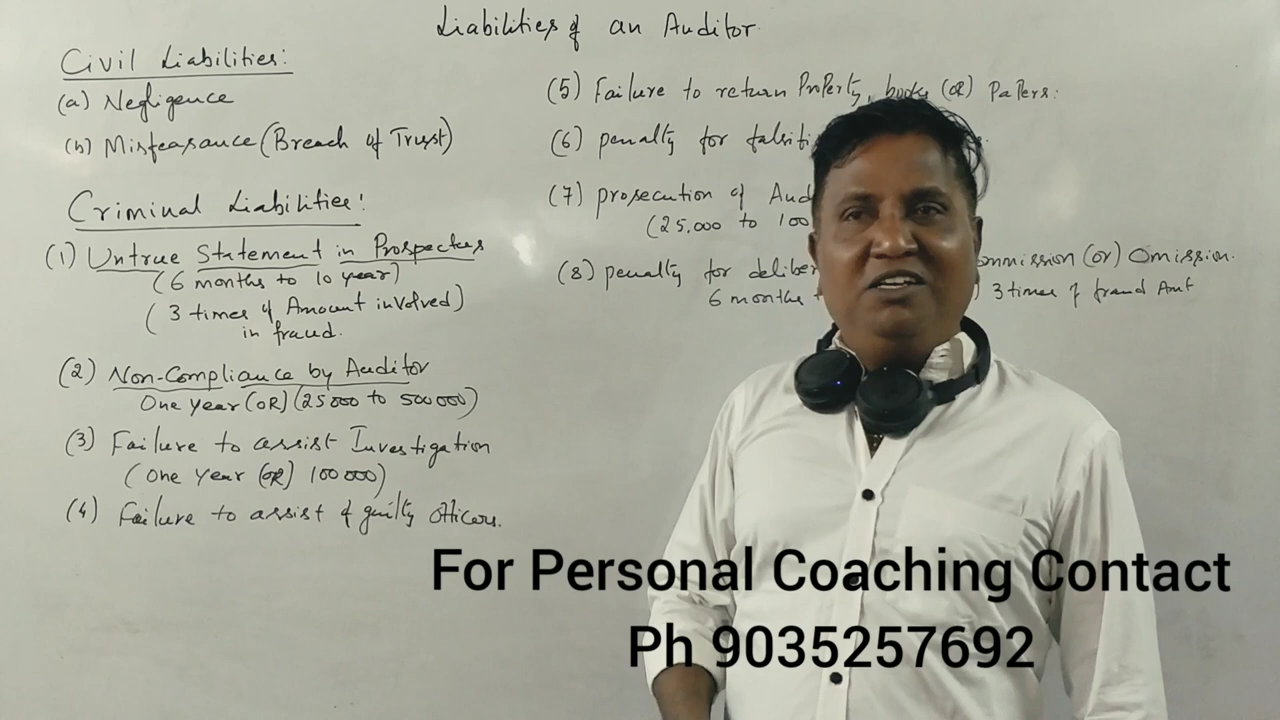 Liabilities of an Auditor
Civil Liabilities:
(a) Negligence
(b) Misfeasance (Breach of Trust)
Criminal Liabilities:
(1) Untrue Statement in Prospectus
(6 months to 10 year)
(3 times of Amount involved)
in fraud.
(2) Non-Compliance by Auditor
One year (OR) (25000 to 500000)
(3) Failure to assist Investigation
(One year (OR) 100000)
(4) Failure to assist of guilty officers.
(5) Failure to return Property, books (OR) Papers:
(6) penalty for
(7) prosecution of
(25,000 to 100
(8) penalty for
(or) Omission.
6 months
) 3 times of fraud Amt
For Personal Coaching Contact
Ph 9035257692